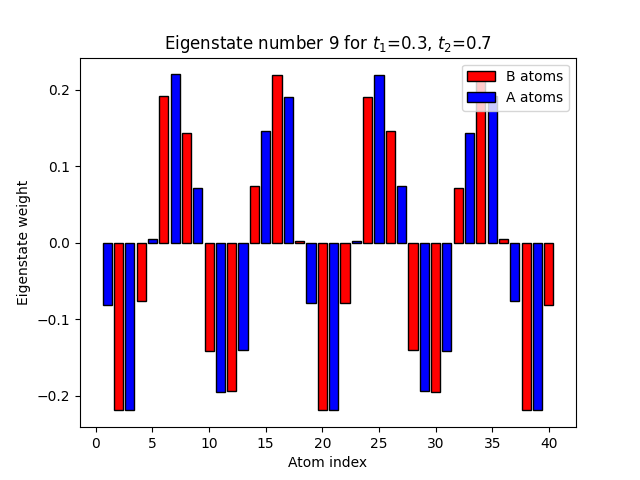 Eigenstate number 9 for t₁=0.3, t₂=0.7
B atoms
A atoms
Eigenstate weight
0.2
0.1
0.0
−0.1
−0.2
0 5 10 15 20 25 30 35 40
Atom index